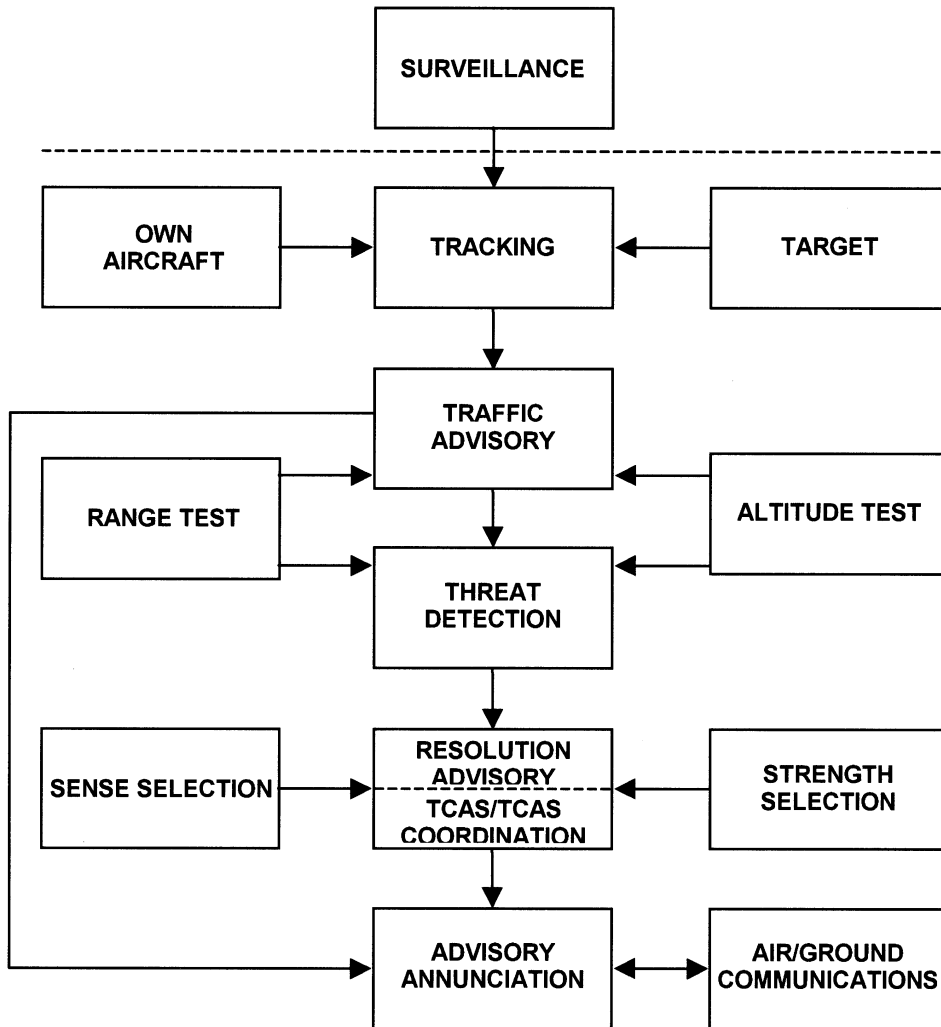 SURVEILLANCE
OWN
AIRCRAFT
TRACKING
TARGET
TRAFFIC
ADVISORY
RANGE TEST
ALTITUDE TEST
THREAT
DETECTION
SENSE SELECTION
RESOLUTION
ADVISORY
TCAS/TCAS
COORDINATION
STRENGTH
SELECTION
ADVISORY
ANNUNCIATION
AIR/GROUND
COMMUNICATIONS